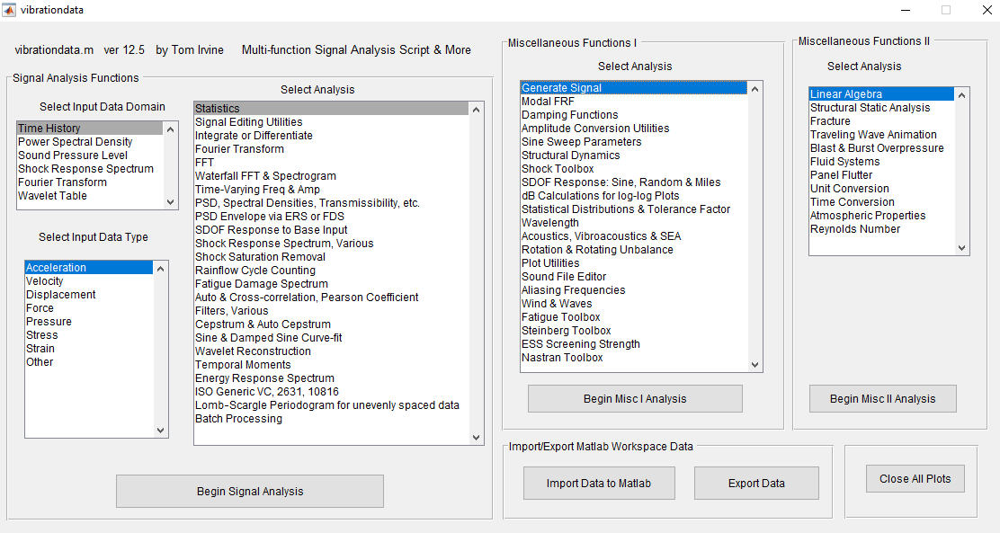 vibrationdata
vibrationdata.m ver 12.5 by Tom Irvine Multi-function Signal Analysis Script & More
Signal Analysis Functions
Select Input Data Domain
Time History
Power Spectral Density
Sound Pressure Level
Shock Response Spectrum
Fourier Transform
Wavelet Table
Select Input Data Type
Acceleration
Velocity
Displacement
Force
Pressure
Stress
Strain
Other
Select Analysis
Statistics
Signal Editing Utilities
Integrate or Differentiate
Fourier Transform
FFT
Waterfall FFT & Spectrogram
Time-Varying Freq & Amp
PSD, Spectral Densities, Transmissibility, etc.
PSD Envelope via ERS or FDS
SDOF Response to Base Input
Shock Response Spectrum, Various
Shock Saturation Removal
Rainflow Cycle Counting
Fatigue Damage Spectrum
Auto & Cross-correlation, Pearson Coefficient
Filters, Various
Cepstrum & Auto Cepstrum
Sine & Damped Sine Curve-fit
Wavelet Reconstruction
Temporal Moments
Energy Response Spectrum
ISO Generic VC, 2631, 10816
Lomb-Scargle Periodogram for unevenly spaced data
Batch Processing
Begin Signal Analysis
Miscellaneous Functions I
Select Analysis
Generate Signal
Modal FRF
Damping Functions
Amplitude Conversion Utilities
Sine Sweep Parameters
Structural Dynamics
Shock Toolbox
SDOF Response: Sine, Random & Miles
dB Calculations for log-log Plots
Statistical Distributions & Tolerance Factor
Wavelength
Acoustics, Vibroacoustics & SEA
Rotation & Rotating Unbalance
Plot Utilities
Sound File Editor
Aliasing Frequencies
Wind & Waves
Fatigue Toolbox
Steinberg Toolbox
ESS Screening Strength
Nastran Toolbox
Begin Misc I Analysis
Miscellaneous Functions II
Select Analysis
Linear Algebra
Structural Static Analysis
Fracture
Traveling Wave Animation
Blast & Burst Overpressure
Fluid Systems
Panel Flutter
Unit Conversion
Time Conversion
Atmospheric Properties
Reynolds Number
Begin Misc II Analysis
Import/Export Matlab Workspace Data
Import Data to Matlab
Export Data
Close All Plots